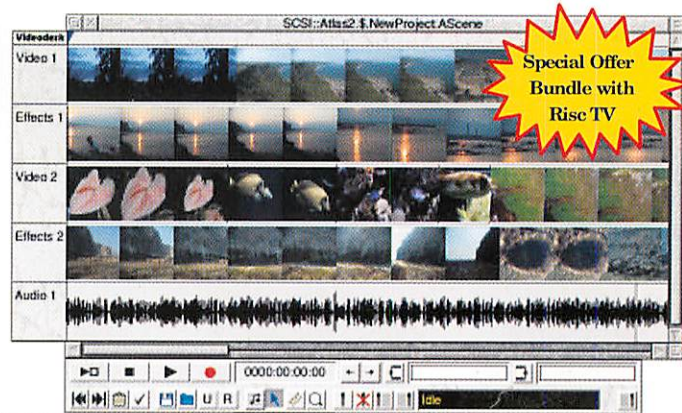 SCSI::Atlas2.$.NewProject.AScene
Videodesk
Video 1
Special Offer
Bundle with
Risc TV
Effects 1
Video 2
Effects 2
Audio 1
0000:00:00:00
U R
Idle